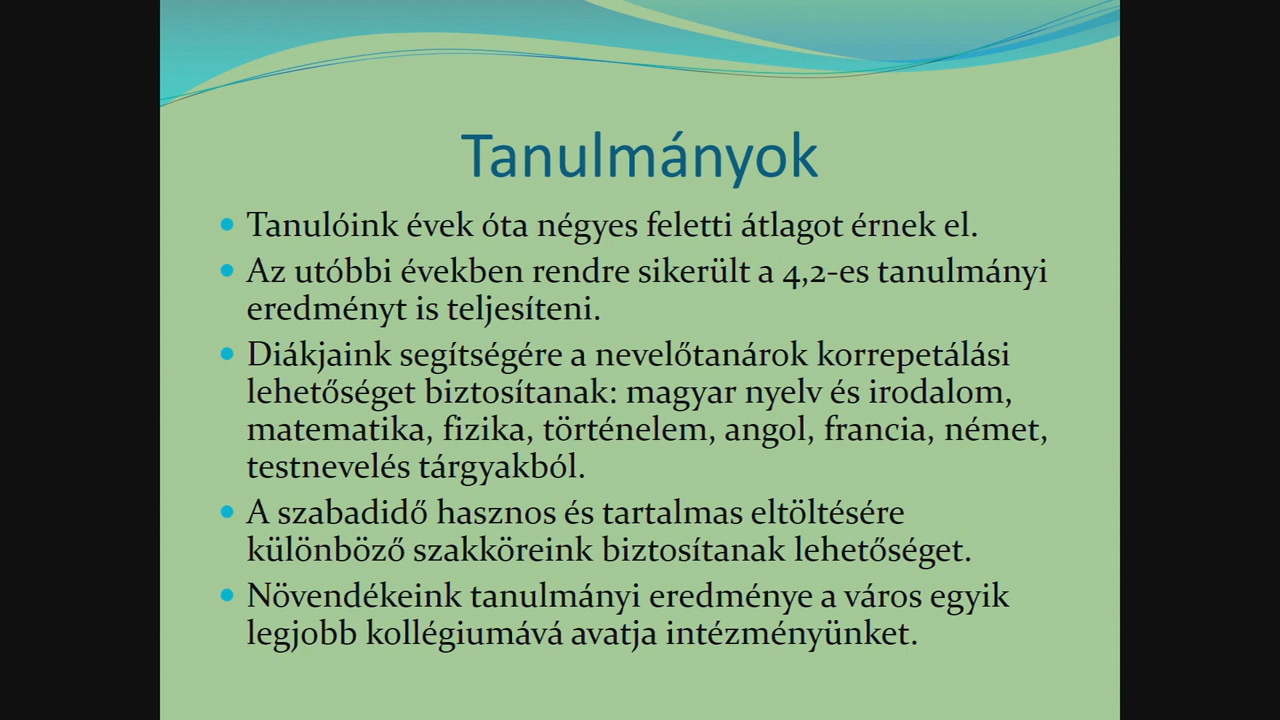 Tanulmányok
• Tanulóink évek óta négyes feletti átlagot érnek el.
• Az utóbbi években rendre sikerült a 4,2-es tanulmányi
eredményt is teljesíteni.
• Diákjaink segítségére a nevelőtanárok korrepetálási
lehetőséget biztosítanak: magyar nyelv és irodalom,
matematika, fizika, történelem, angol, francia, német,
testnevelés tárgyakból.
• A szabadidő hasznos és tartalmas eltöltésére
különböző szakköreink biztosítanak lehetőséget.
• Növendékeink tanulmányi eredménye a város egyik
legjobb kollégiumává avatja intézményünket.